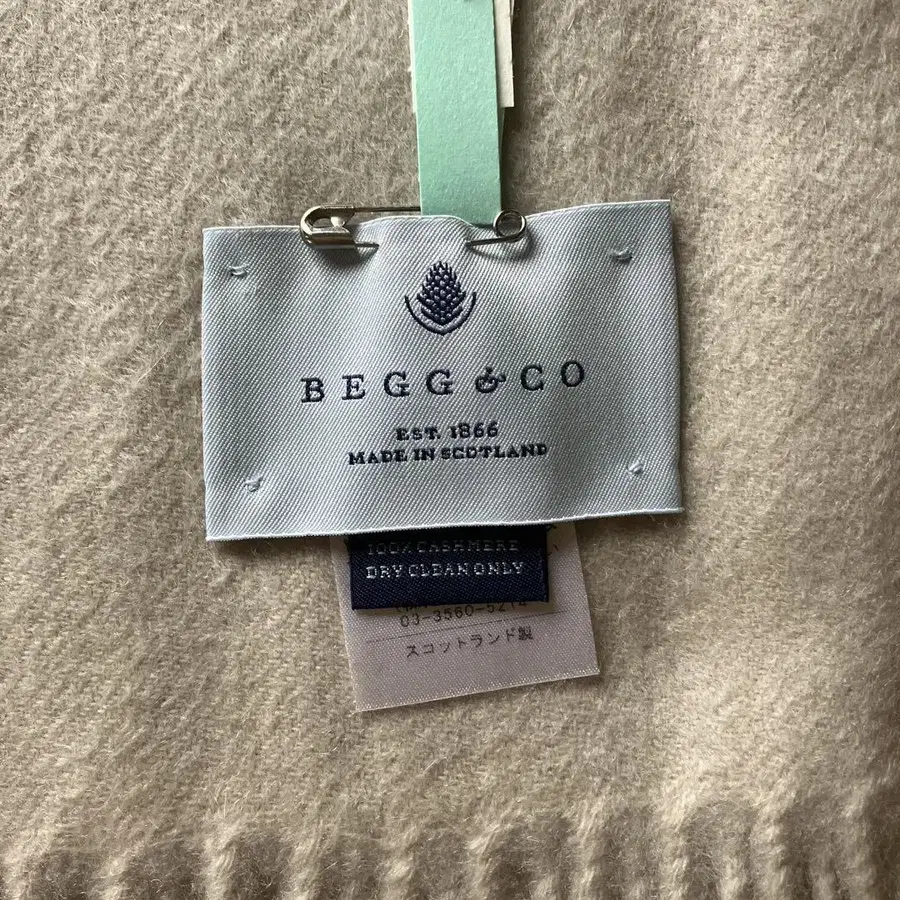 BEGG & CO
EST. 1866
MADE IN SCOTLAND
100% CASHMERE
DRY CLEAN ONLY
03-3560-5214
スコットランド製